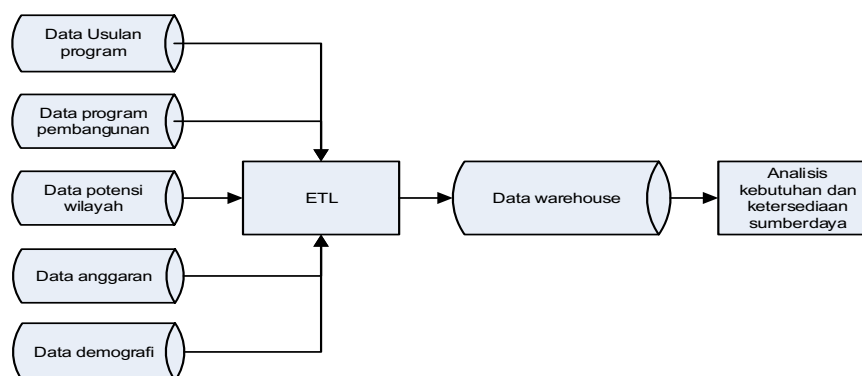 Data Usulan
program
Data program
pembangunan
Data potensi
wilayah
Data anggaran
Data demografi
ETL
Data warehouse
Analisis
kebutuhan dan
ketersediaan
sumberdaya